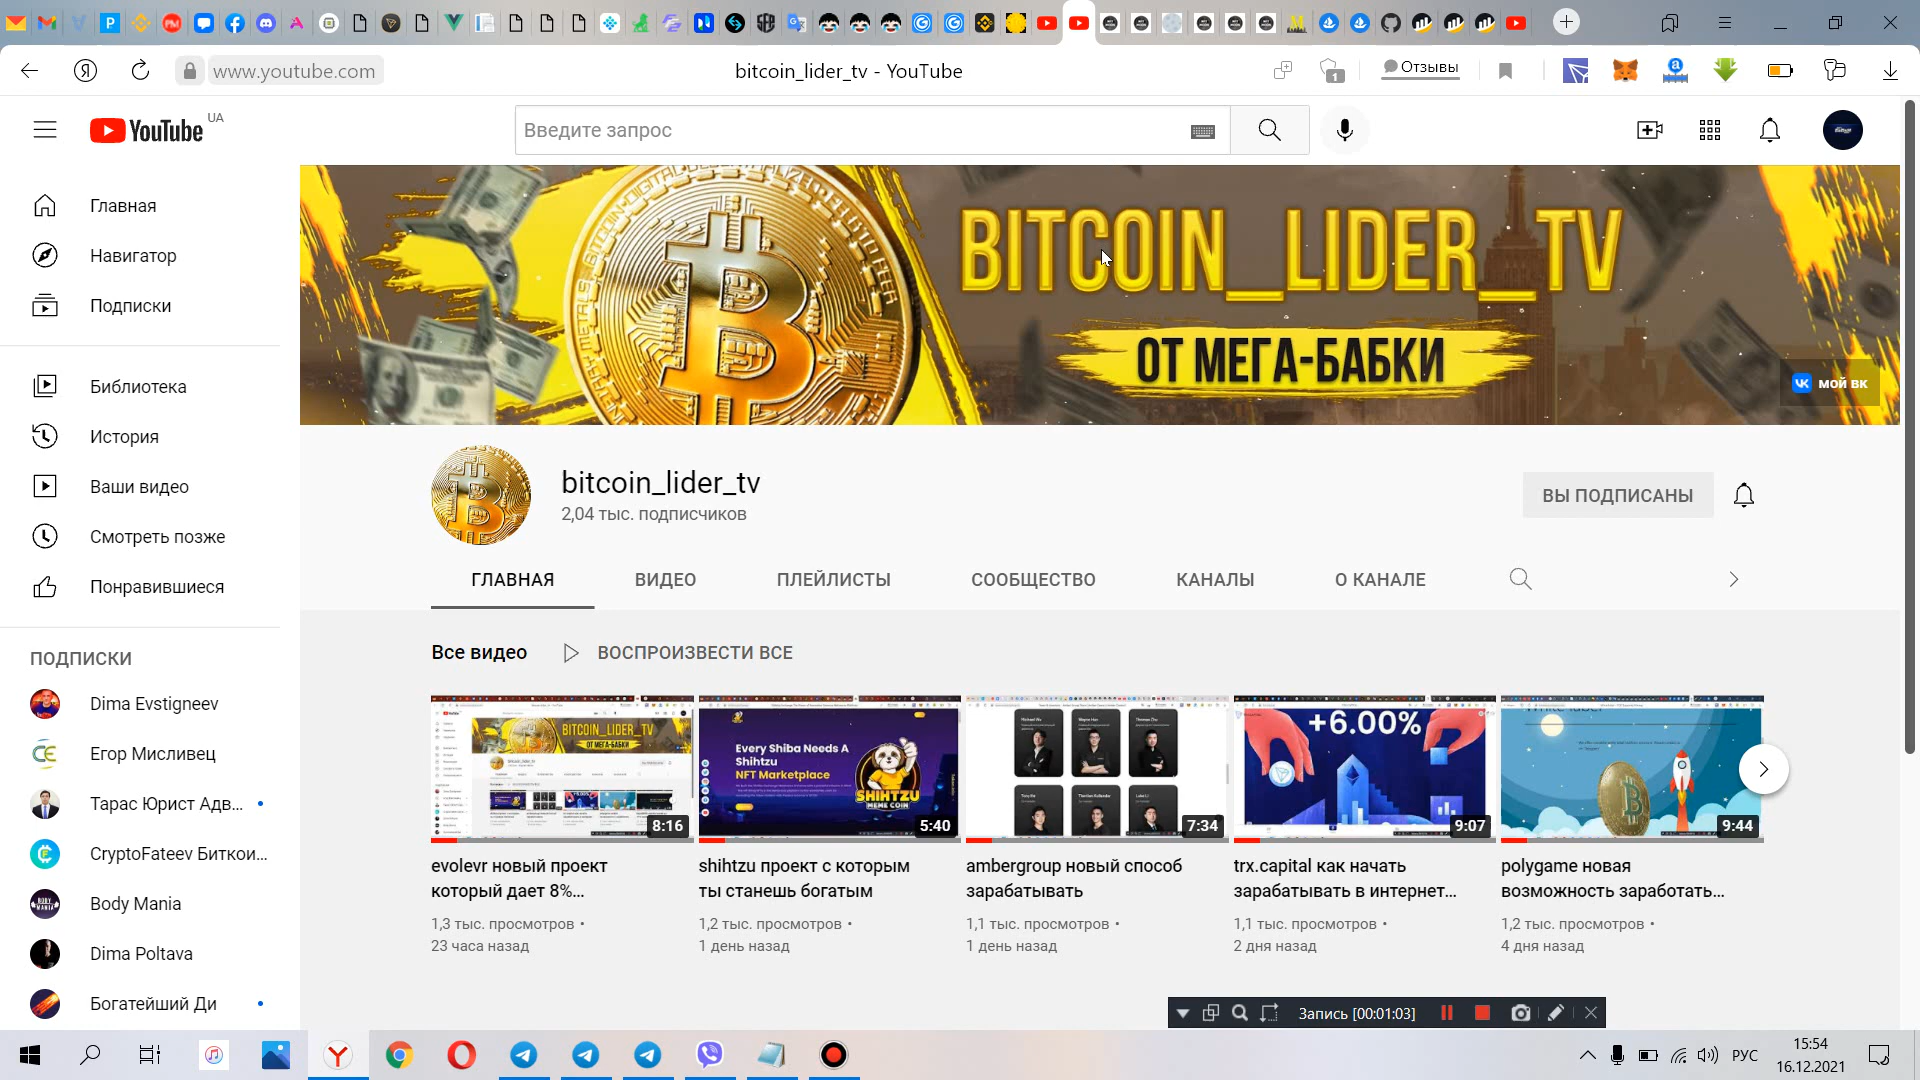 www.youtube.com
bitcoin_lider_tv - YouTube
1
Отзывы
YouTube UA
Введите запрос
Главная
Навигатор
Подписки
Библиотека
История
Ваши видео
Смотреть позже
Понравившиеся
ПОДПИСКИ
Dima Evstigneev
Егор Мисливец
Тарас Юрист Адв...
CryptoFateev Биткои...
Body Mania
Dima Poltava
Богатейший Ди
BITCOIN_LIDER_TV
ОТ МЕГА-БАБКИ
МОЙ ВК
bitcoin_lider_tv
2,04 тыс. подписчиков
ВЫ ПОДПИСАНЫ
ГЛАВНАЯ ВИДЕО ПЛЕЙЛИСТЫ СООБЩЕСТВО КАНАЛЫ О КАНАЛЕ
Все видео ВОСПРОИЗВЕСТИ ВСЕ
BITCOIN_LIDER_TV
ОТ МЕГА-БАБКИ
8:16
evolevr новый проект
который дает 8%...
1,3 тыс. просмотров •
23 часа назад
Every Shiba Needs A
Shihtzu
NFT Marketplace
SHIHTZU
MEME COIN
5:40
shihtzu проект с которым
ты станешь богатым
1,2 тыс. просмотров •
1 день назад
7:34
ambergroup новый способ
зарабатывать
1,1 тыс. просмотров •
1 день назад
+6.00%
9:07
trx.capital как начать
зарабатывать в интернет...
1,1 тыс. просмотров •
2 дня назад
9:44
polygame новая
возможность заработать...
1,2 тыс. просмотров •
4 дня назад
Запись [00:01:03]
РУС
15:54
16.12.2021